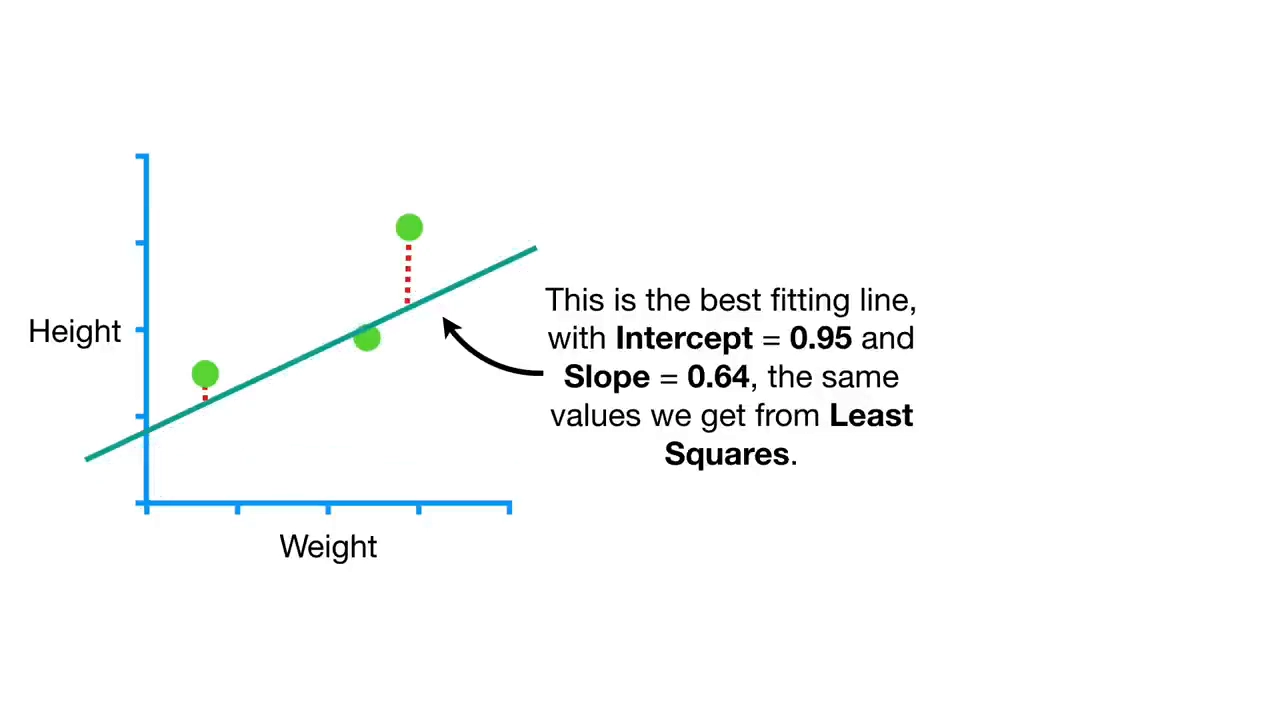 Height
This is the best fitting line,
with Intercept = 0.95 and
Slope = 0.64, the same
values we get from Least
Squares.
Weight